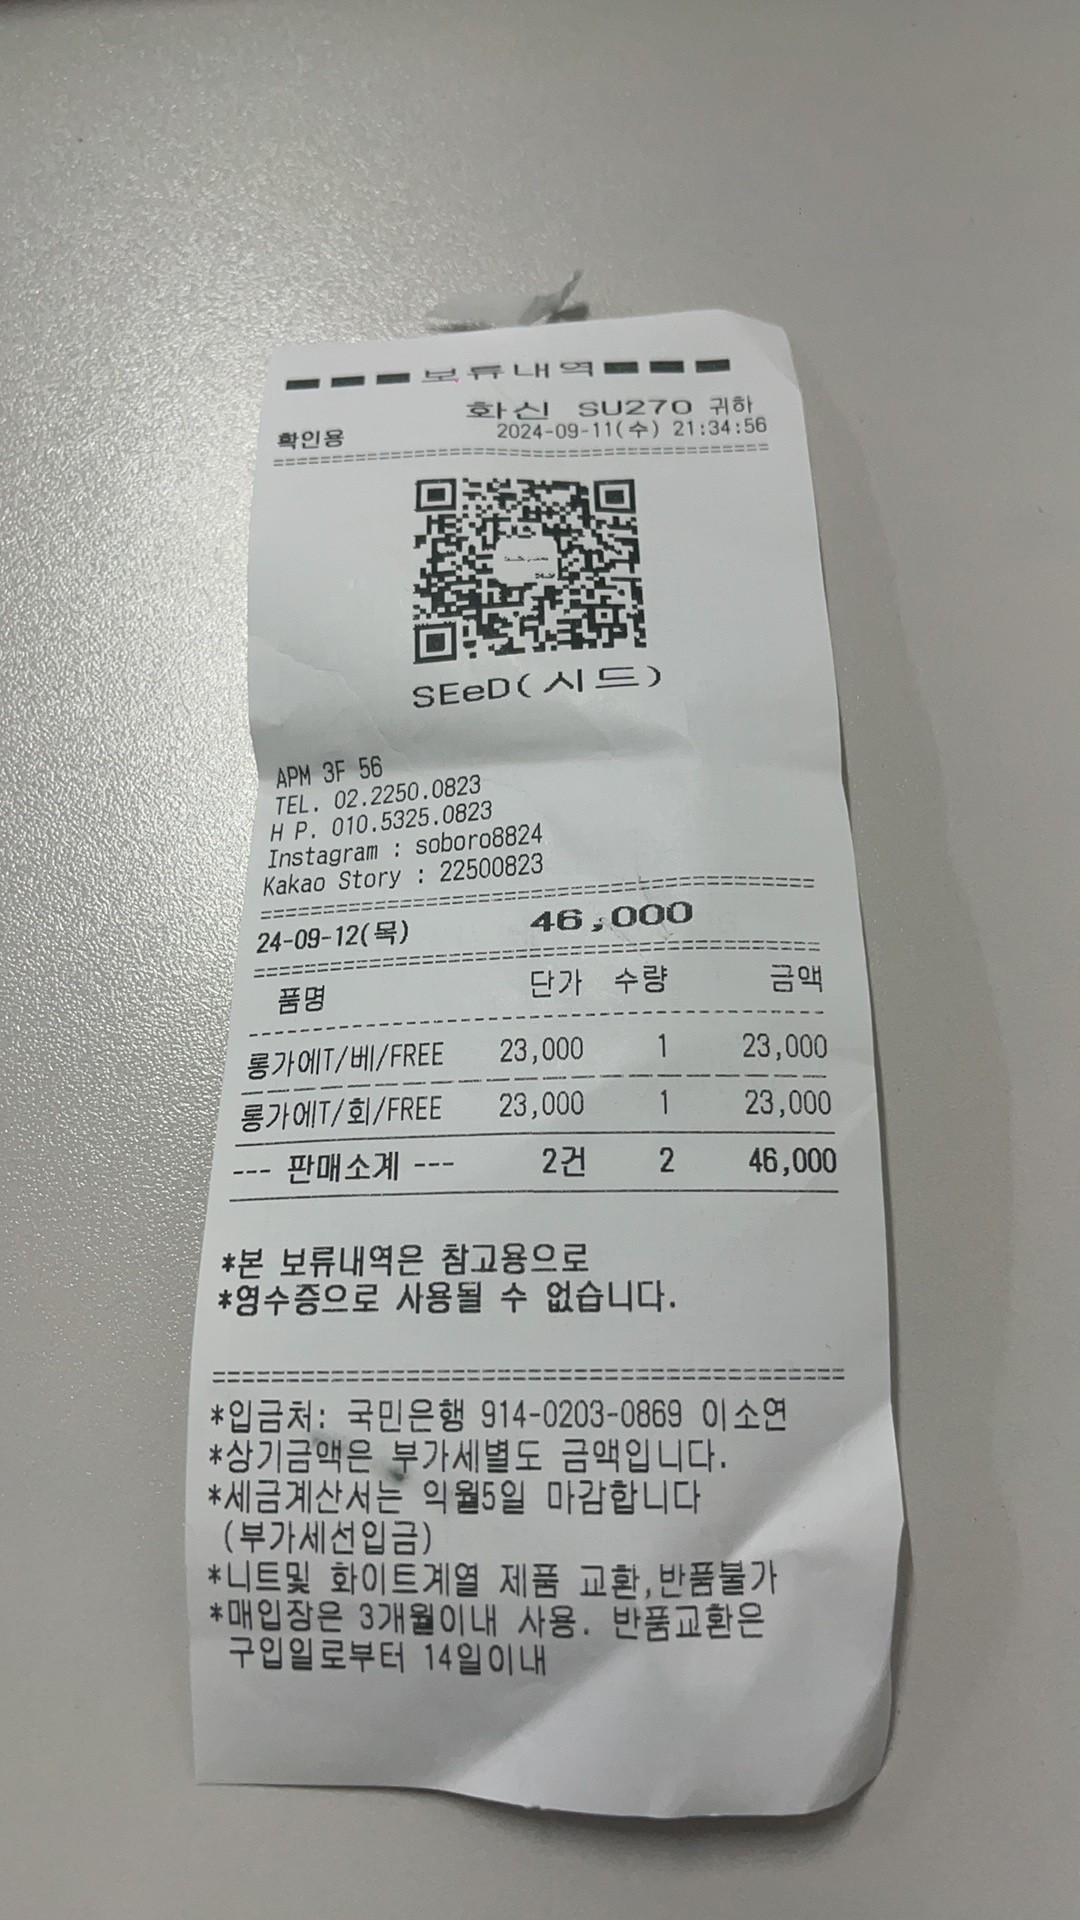 보류내역
화신 SU270 귀하
확인용 2024-09-11(수) 21:34:56
SEeD(시드)
APM 3F 56
TEL. 02.2250.0823
H P. 010.5325.0823
Instagram : soboro8824
Kakao Story : 22500823
24-09-12(목) 46,000
품명 단가 수량 금액
롱가에T/베/FREE 23,000 1 23,000
롱가에T/회/FREE 23,000 1 23,000
--- 판매소계 --- 2건 2 46,000
*본 보류내역은 참고용으로
*영수증으로 사용될 수 없습니다.
*입금처: 국민은행 914-0203-0869 이소연
*상기금액은 부가세별도 금액입니다.
*세금계산서는 익월5일 마감합니다
(부가세선입금)
*니트및 화이트계열 제품 교환,반품불가
*매입장은 3개월이내 사용. 반품교환은
구입일로부터 14일이내